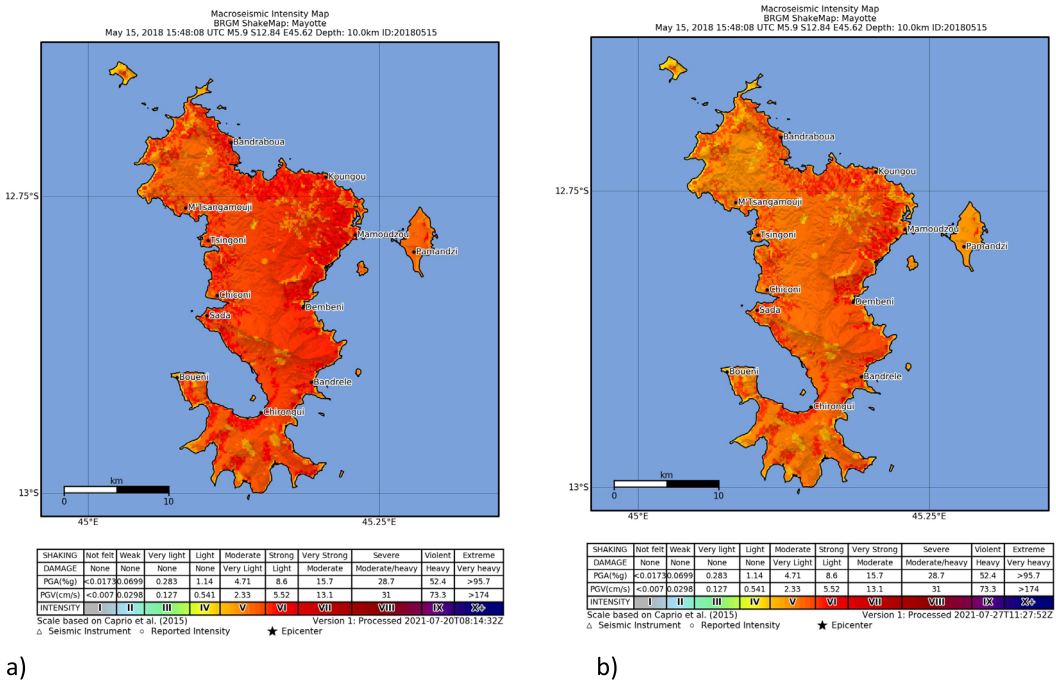 Macroseismic Intensity Map
BRGM ShakeMap: Mayotte
May 15, 2018 15:48:08 UTC M5.9 S12.84 E45.62 Depth: 10.0km ID:20180515
Bandraboua
Koungou
12.75°S
M'Tsangamouji
Mamoudzou
Tsingoni
Pamandzi
Chiconi
Dembeni
Sada
Boueni
Bandrele
Chirongui
km
0 10
13°S
45°E 45.25°E
SHAKING Not felt Weak Very light Light Moderate Strong Very Strong Severe Violent Extreme
DAMAGE None None None None Very Light Light Moderate Moderate/heavy Heavy Very heavy
PGA(%g) <0.0173 0.0699 0.283 1.14 4.71 8.6 15.7 28.7 52.4 >95.7
PGV(cm/s) <0.007 0.0298 0.127 0.541 2.33 5.52 13.1 31 73.3 >174
INTENSITY I II III IV V VI VII VIII IX X+
Scale based on Caprio et al. (2015) Version 1: Processed 2021-07-20T08:14:32Z
△ Seismic Instrument ○ Reported Intensity ★ Epicenter
a)
Macroseismic Intensity Map
BRGM ShakeMap: Mayotte
May 15, 2018 15:48:08 UTC M5.9 S12.84 E45.62 Depth: 10.0km ID:20180515
Bandraboua
Koungou
12.75°S
M'Tsangamouji
Mamoudzou
Tsingoni
Pamandzi
Chiconi
Dembeni
Sada
Boueni
Bandrele
Chirongui
km
0 10
13°S
45°E 45.25°E
SHAKING Not felt Weak Very light Light Moderate Strong Very Strong Severe Violent Extreme
DAMAGE None None None None Very Light Light Moderate Moderate/heavy Heavy Very heavy
PGA(%g) <0.0173 0.0699 0.283 1.14 4.71 8.6 15.7 28.7 52.4 >95.7
PGV(cm/s) <0.007 0.0298 0.127 0.541 2.33 5.52 13.1 31 73.3 >174
INTENSITY I II III IV V VI VII VIII IX X+
Scale based on Caprio et al. (2015) Version 1: Processed 2021-07-27T11:27:52Z
△ Seismic Instrument ○ Reported Intensity ★ Epicenter
b)